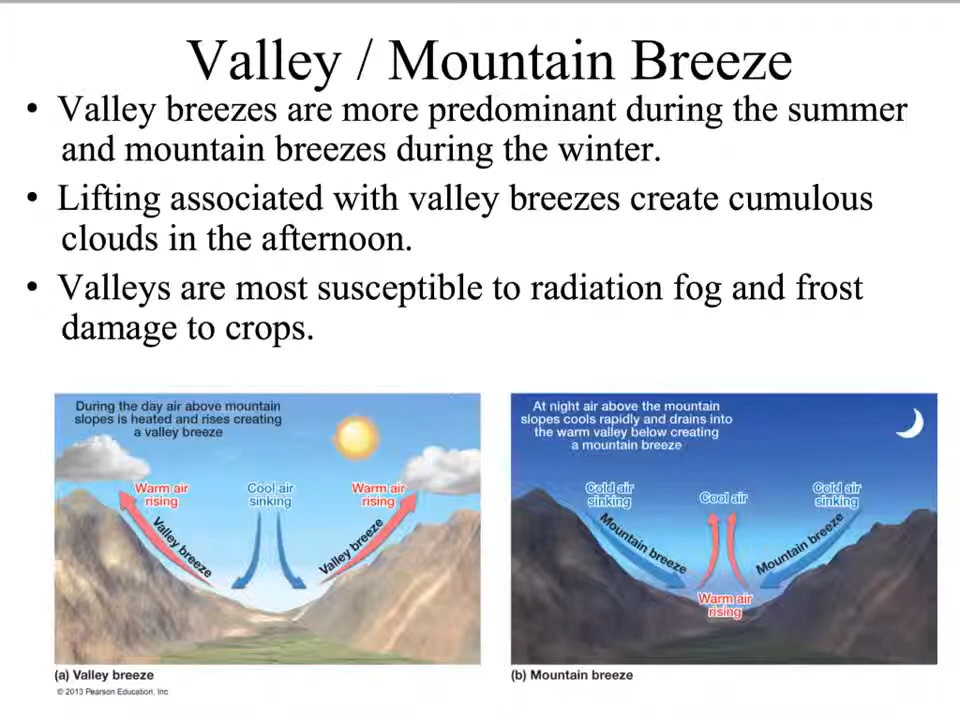 Valley / Mountain Breeze
• Valley breezes are more predominant during the summer
and mountain breezes during the winter.
• Lifting associated with valley breezes create cumulous
clouds in the afternoon.
• Valleys are most susceptible to radiation fog and frost
damage to crops.
During the day air above mountain
slopes is heated and rises creating
a valley breeze
Warm air
rising
Cool air
sinking
Warm air
rising
Valley breeze
Valley breeze
(a) Valley breeze
© 2013 Pearson Education, Inc
At night air above the mountain
slopes cools rapidly and drains into
the warm valley below creating
a mountain breeze
Cold air
sinking
Cool air
Cold air
sinking
Mountain breeze
Mountain breeze
Warm air
rising
(b) Mountain breeze